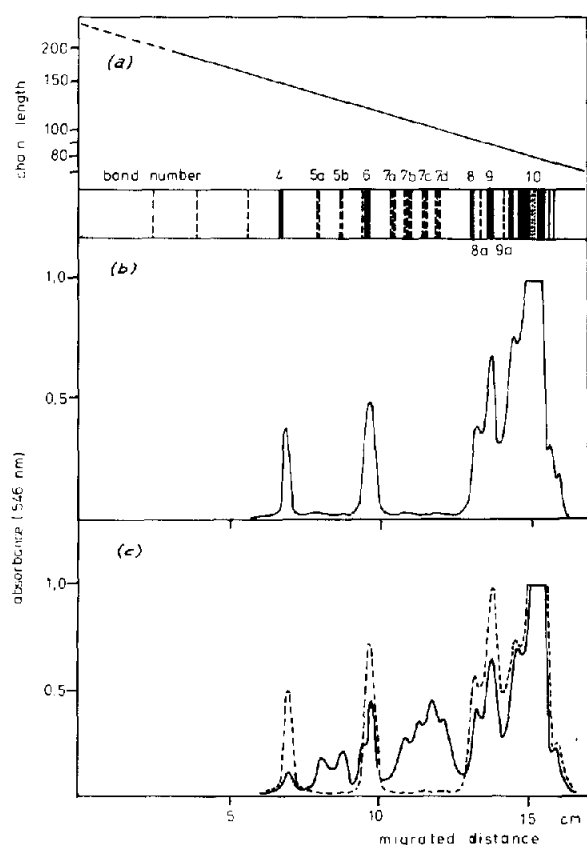 (a)
chain length
200
150
100
80
band number
4 5a 5b 6 7a 7b 7c 7d 8 9 10
8a 9a
(b)
1,0
0.5
absorbance (546 nm)
(c)
1,0
0.5
5 10 15 cm
migrated distance